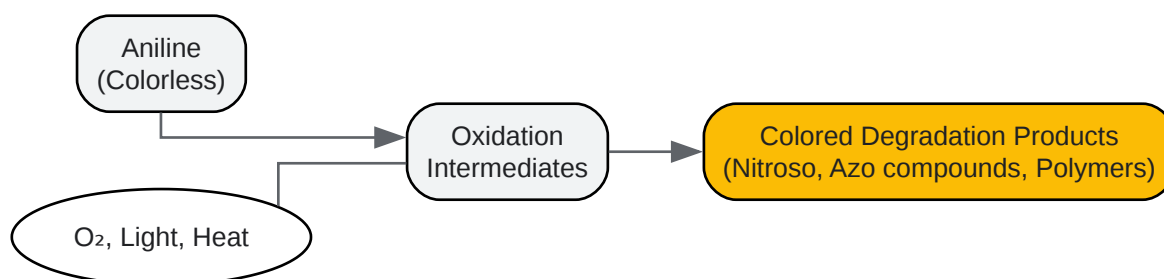 Aniline
(Colorless)
Oxidation
Intermediates
Colored Degradation Products
(Nitroso, Azo compounds, Polymers)
O₂, Light, Heat